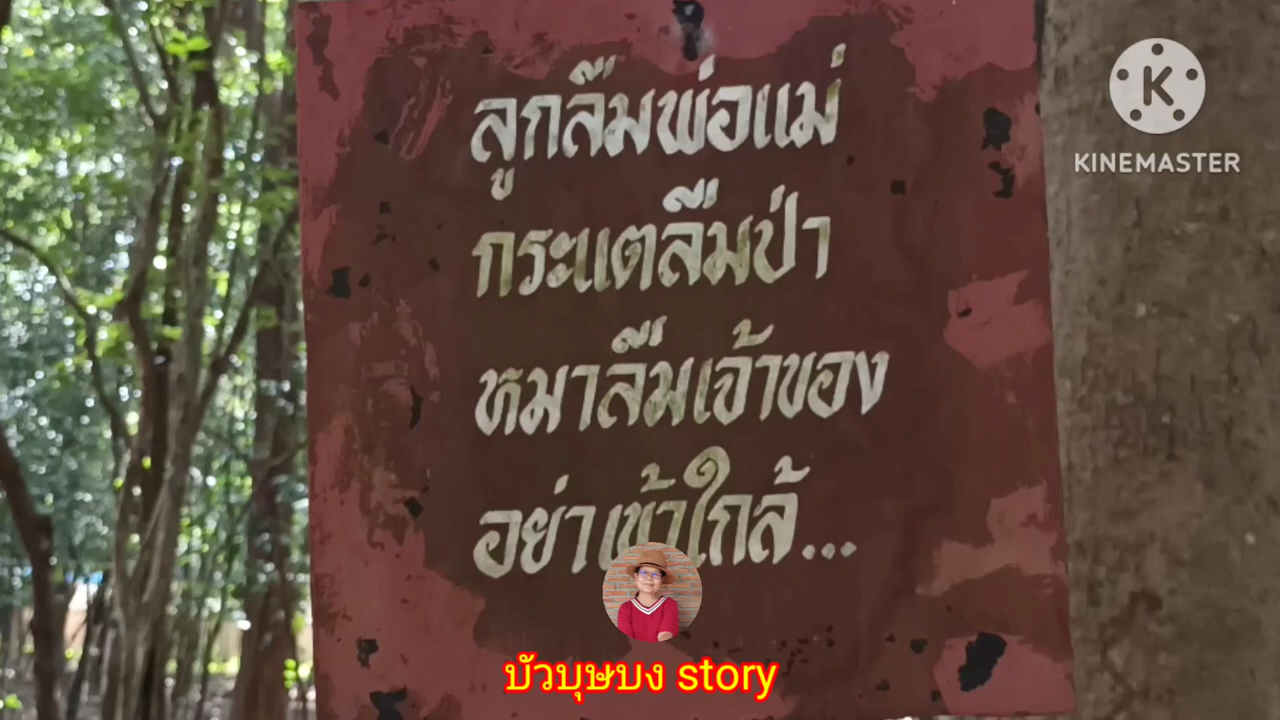 ลูกลืมพ่อแม่
กระแตลืมป่า
หมาลืมเจ้าของ
อย่าเข้าใกล้...
KINEMASTER
บัวบุษบง story